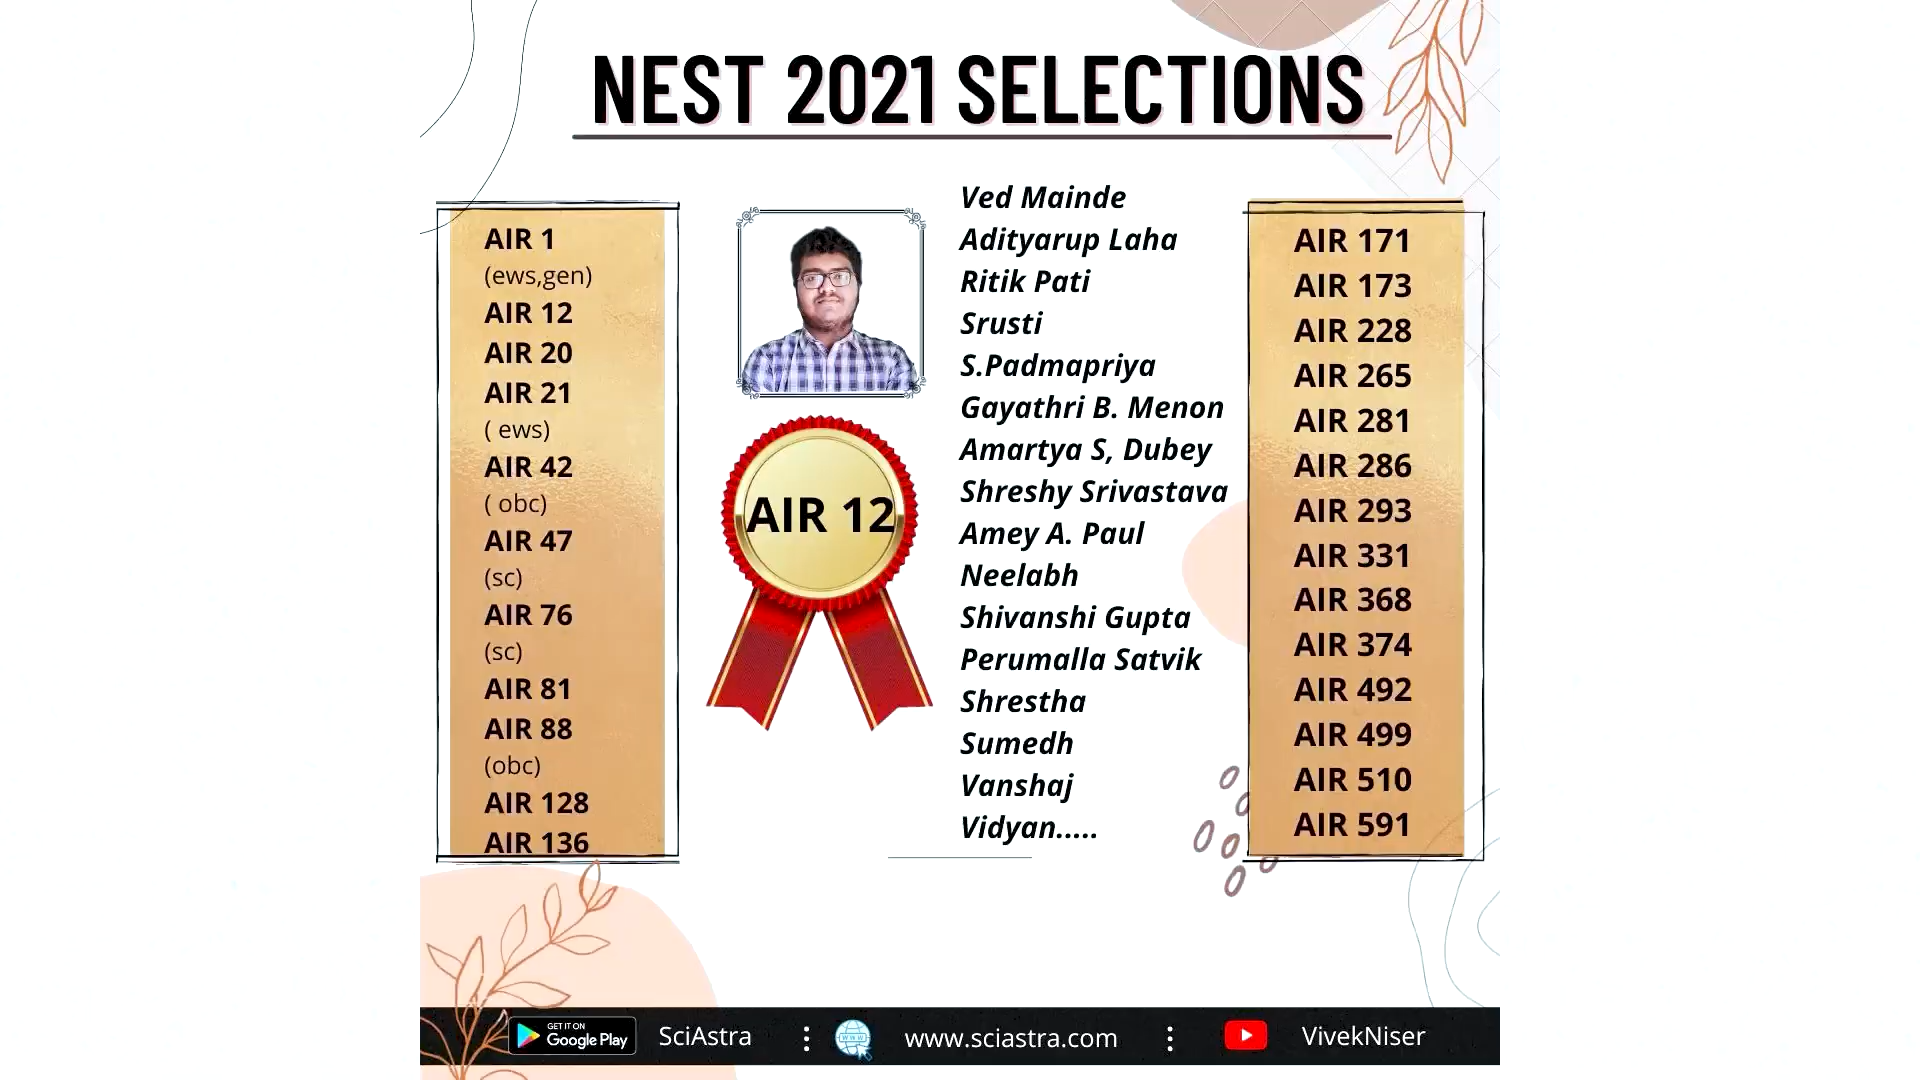 NEST 2021 SELECTIONS
AIR 1
(ews,gen)
AIR 12
AIR 20
AIR 21
( ews)
AIR 42
( obc)
AIR 47
(sc)
AIR 76
(sc)
AIR 81
AIR 88
(obc)
AIR 128
AIR 136
AIR 12
Ved Mainde
Adityarup Laha
Ritik Pati
Srusti
S.Padmapriya
Gayathri B. Menon
Amartya S, Dubey
Shreshy Srivastava
Amey A. Paul
Neelabh
Shivanshi Gupta
Perumalla Satvik
Shrestha
Sumedh
Vanshaj
Vidyan.....
AIR 171
AIR 173
AIR 228
AIR 265
AIR 281
AIR 286
AIR 293
AIR 331
AIR 368
AIR 374
AIR 492
AIR 499
AIR 510
AIR 591
GET IT ON
Google Play
SciAstra
WWW
www.sciastra.com
VivekNiser